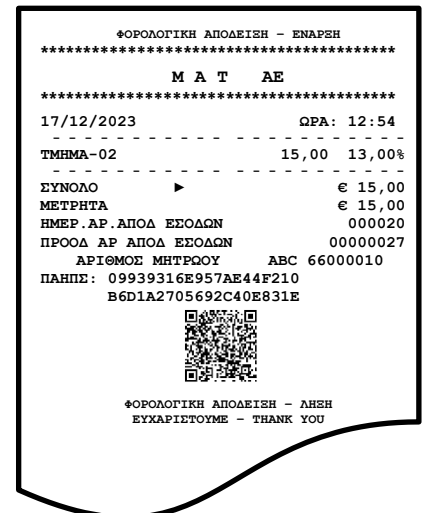 ΦΟΡΟΛΟΓΙΚΗ ΑΠΟΔΕΙΞΗ – ΕΝΑΡΞΗ
******************************************
Μ Α Τ ΑΕ
******************************************
17/12/2023 ΩΡΑ: 12:54
- - - - - - - - - - - - - - - - - - - - -
ΤΜΗΜΑ-02 15,00 13,00%
- - - - - - - - - - - - - - - - - - - - -
ΣΥΝΟΛΟ ► € 15,00
ΜΕΤΡΗΤΑ € 15,00
ΗΜΕΡ.ΑΡ.ΑΠΟΔ ΕΣΟΔΩΝ 000020
ΠΡΟΟΔ ΑΡ ΑΠΟΔ ΕΣΟΔΩΝ 00000027
ΑΡΙΘΜΟΣ ΜΗΤΡΩΟΥ ABC 66000010
ΠΑΗΠΣ: 09939316E957AE44F210
B6D1A2705692C40E831E
ΦΟΡΟΛΟΓΙΚΗ ΑΠΟΔΕΙΞΗ – ΛΗΞΗ
ΕΥΧΑΡΙΣΤΟΥΜΕ – THANK YOU